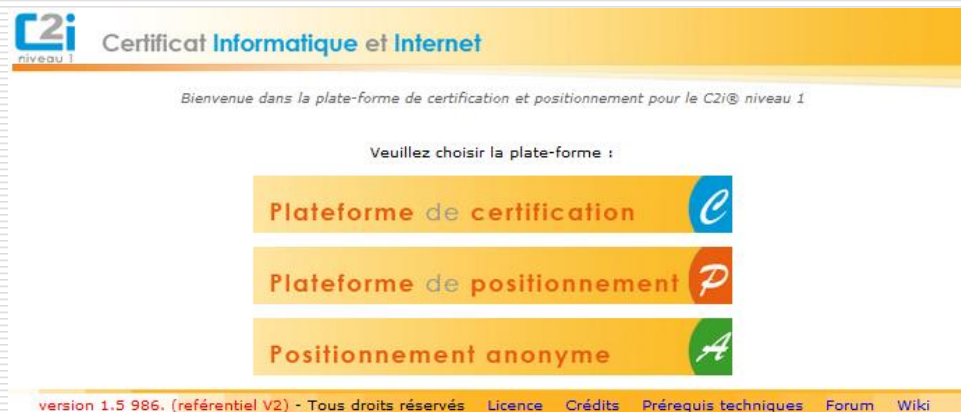 C2i
niveau 1
Certificat Informatique et Internet
Bienvenue dans la plate-forme de certification et positionnement pour le C2i® niveau 1
Veuillez choisir la plate-forme :
Plateforme de certification C
Plateforme de positionnement P
Positionnement anonyme A
version 1.5 986. (reférentiel V2) - Tous droits réservés Licence Crédits Prérequis techniques Forum Wiki